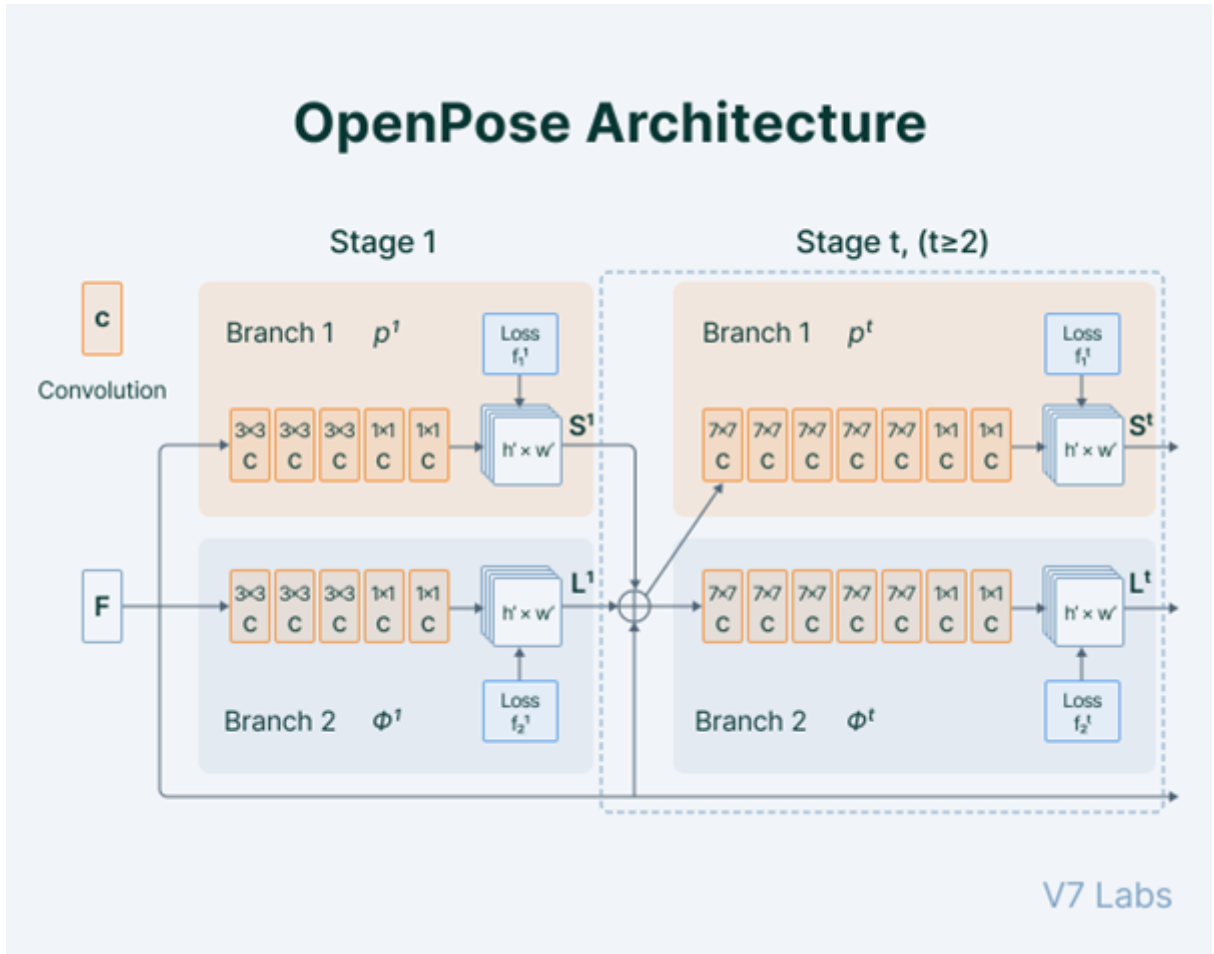 OpenPose Architecture
Stage 1
Stage t, (t≥2)
C
Convolution
Branch 1 p¹
Loss
f₁¹
3×3 3×3 3×3 1×1 1×1
C C C C C
h' × w'
S¹
F
3×3 3×3 3×3 1×1 1×1
C C C C C
h' × w'
L¹
Branch 2 Φ¹
Loss
f₂¹
Branch 1 pᵗ
Loss
f₁ᵗ
7×7 7×7 7×7 7×7 7×7 1×1 1×1
C C C C C C C
h' × w'
Sᵗ
7×7 7×7 7×7 7×7 7×7 1×1 1×1
C C C C C C C
h' × w'
Lᵗ
Branch 2 Φᵗ
Loss
f₂ᵗ
V7 Labs